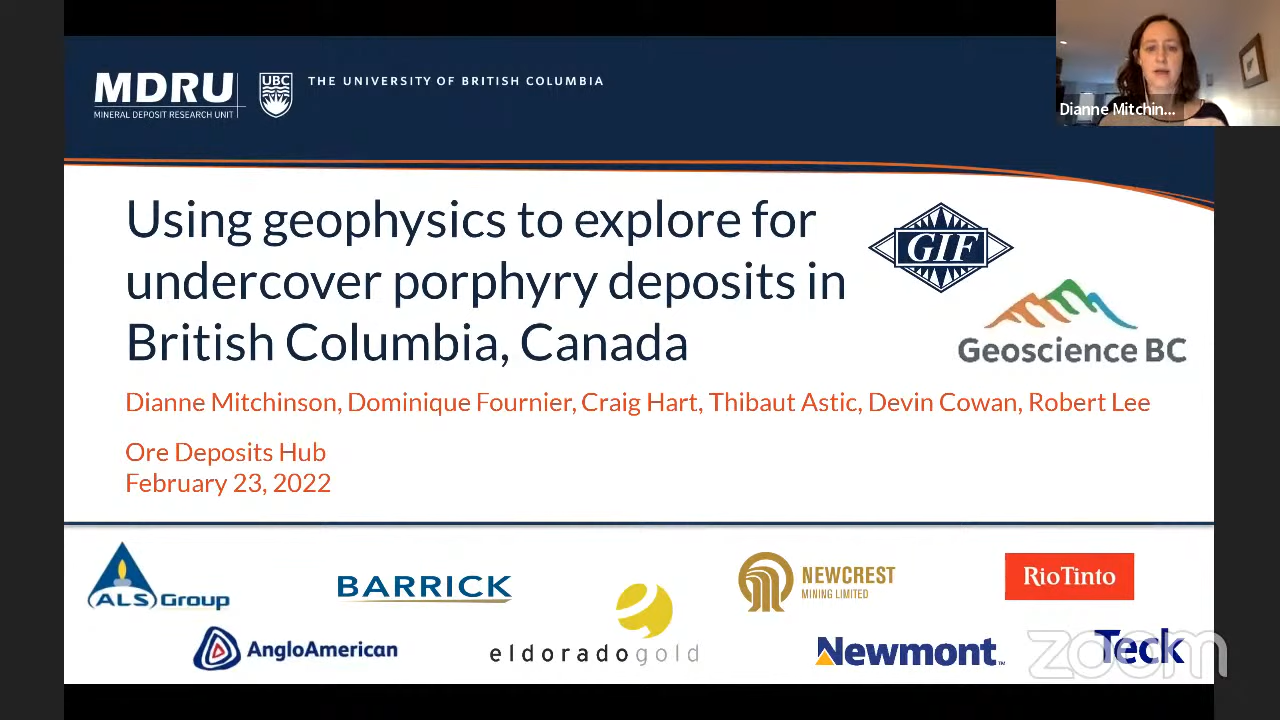 MDRU
MINERAL DEPOSIT RESEARCH UNIT
UBC
THE UNIVERSITY OF BRITISH COLUMBIA
Dianne Mitchin...
Using geophysics to explore for
undercover porphyry deposits in
British Columbia, Canada
GIF
Geoscience BC
Dianne Mitchinson, Dominique Fournier, Craig Hart, Thibaut Astic, Devin Cowan, Robert Lee
Ore Deposits Hub
February 23, 2022
(ALS) Group
BARRICK
NEWCREST
MINING LIMITED
RioTinto
AngloAmerican
eldoradogold
Newmont™
Teck
zoom